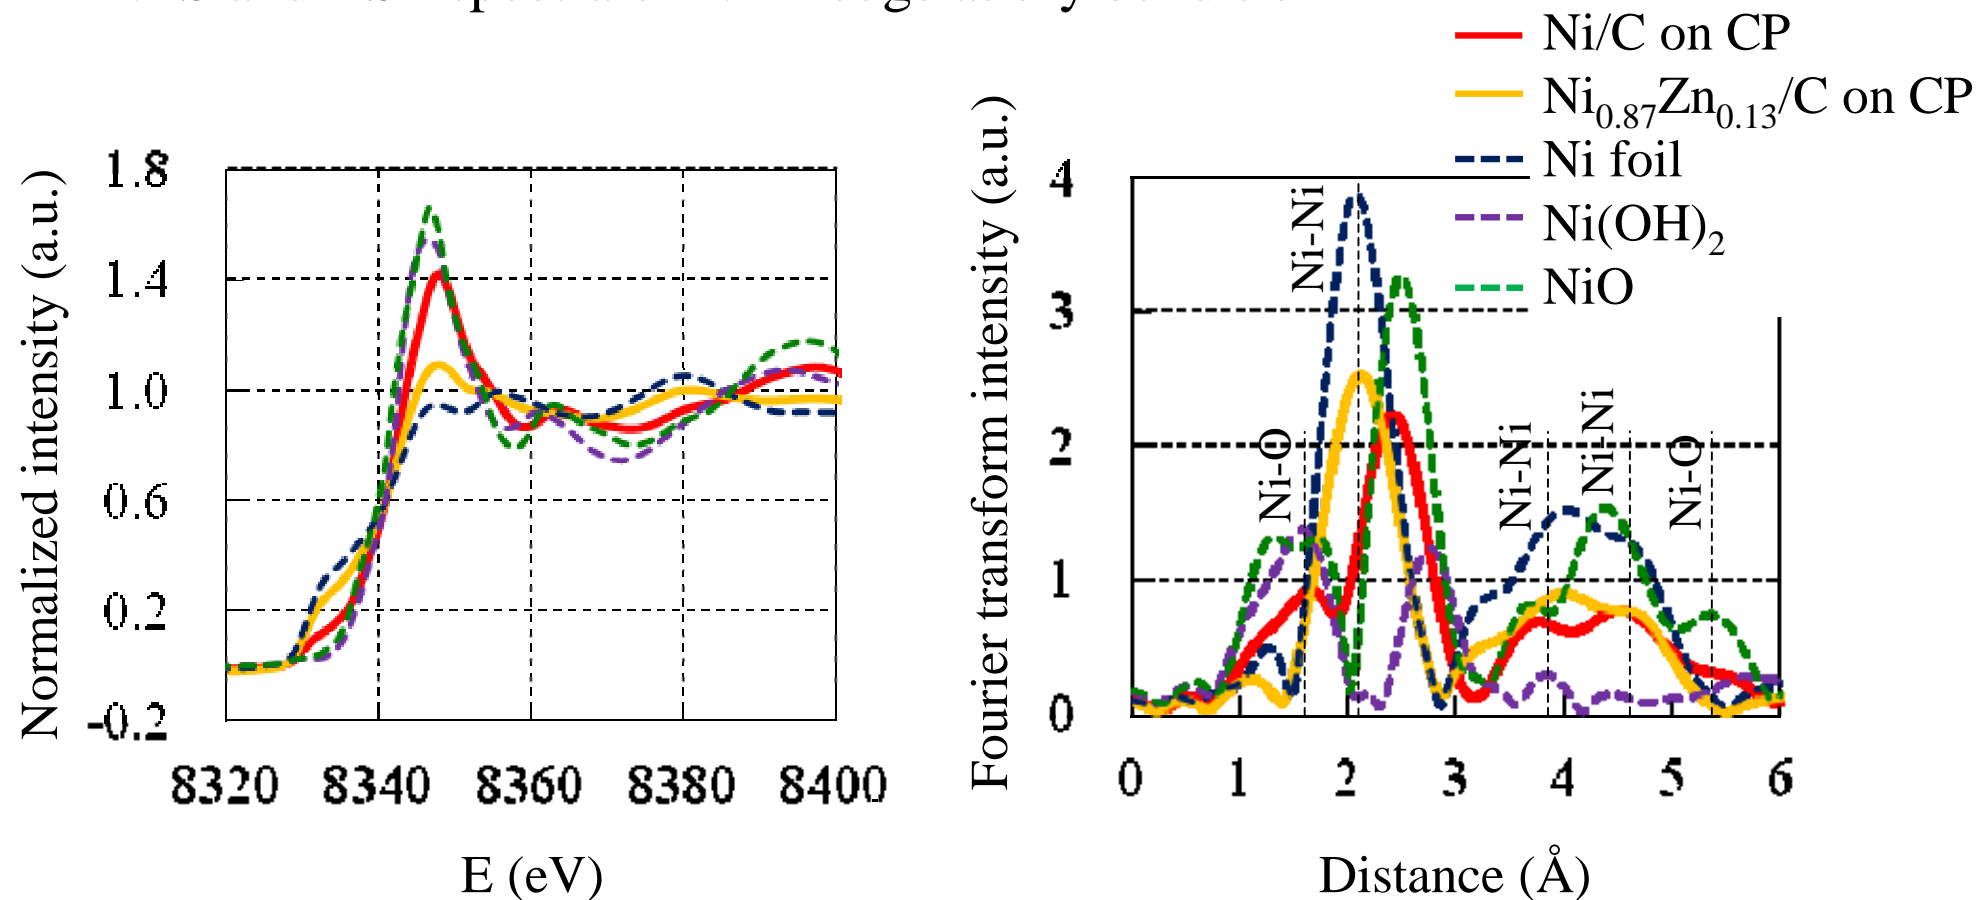 Ni/C on CP
Ni0.87Zn0.13/C on CP
Ni foil
Ni(OH)2
NiO
Normalized intensity (a.u.)
1.8
1.4
1.0
0.6
0.2
-0.2
8320 8340 8360 8380 8400
E (eV)
Fourier transform intensity (a.u.)
4
3
2
1
0
Ni-O
Ni-Ni
Ni-Ni
Ni-Ni
Ni-O
0 1 2 3 4 5 6
Distance (Å)